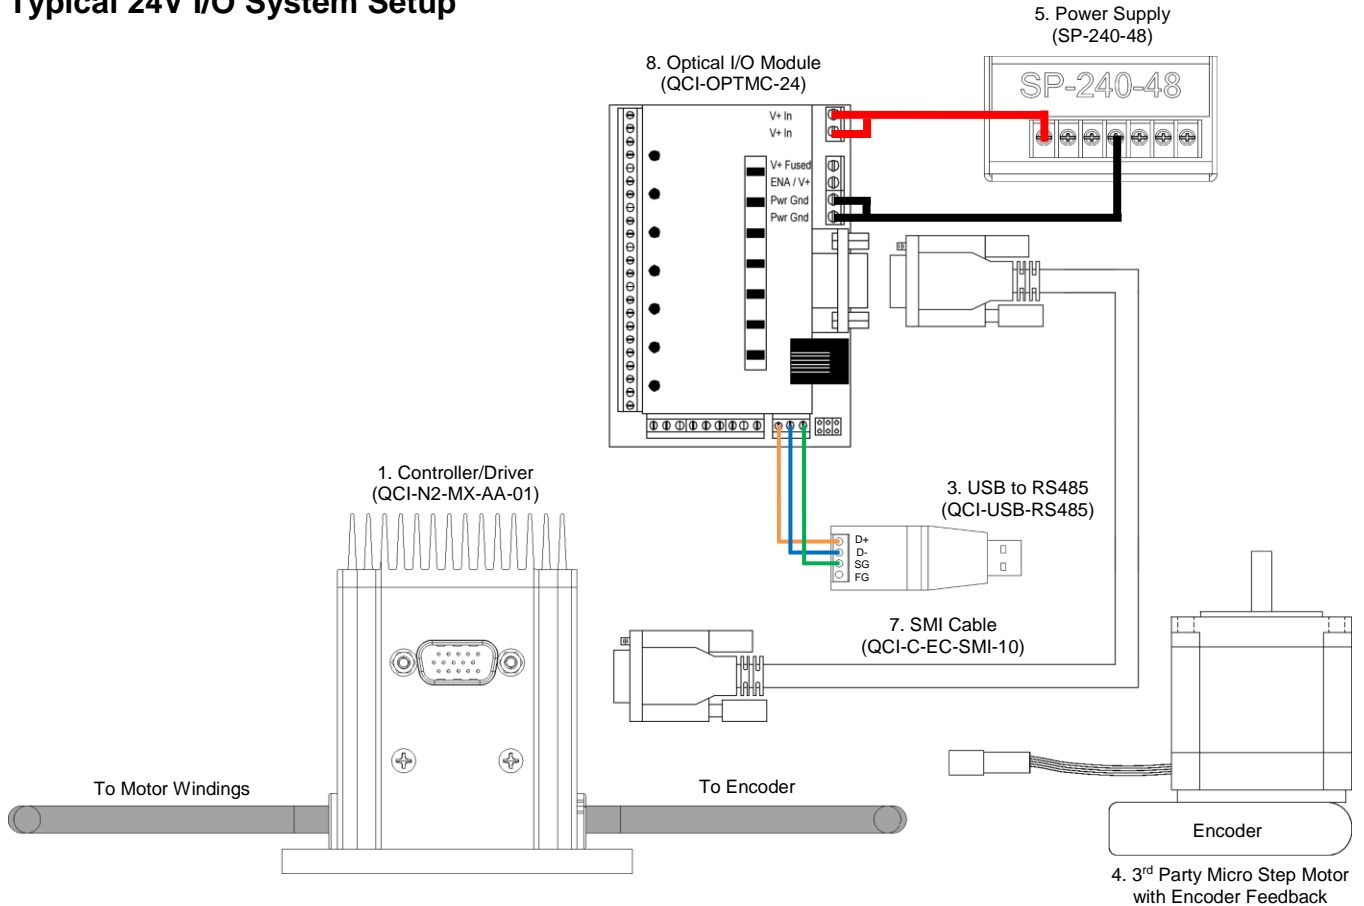 Typical 24V I/O System Setup
5. Power Supply
(SP-240-48)
SP-240-48
8. Optical I/O Module
(QCI-OPTMC-24)
V+ In
V+ In
V+ Fused
ENA / V+
Pwr Gnd
Pwr Gnd
1. Controller/Driver
(QCI-N2-MX-AA-01)
3. USB to RS485
(QCI-USB-RS485)
D+
D-
SG
FG
7. SMI Cable
(QCI-C-EC-SMI-10)
To Motor Windings
To Encoder
Encoder
4. 3rd Party Micro Step Motor
with Encoder Feedback